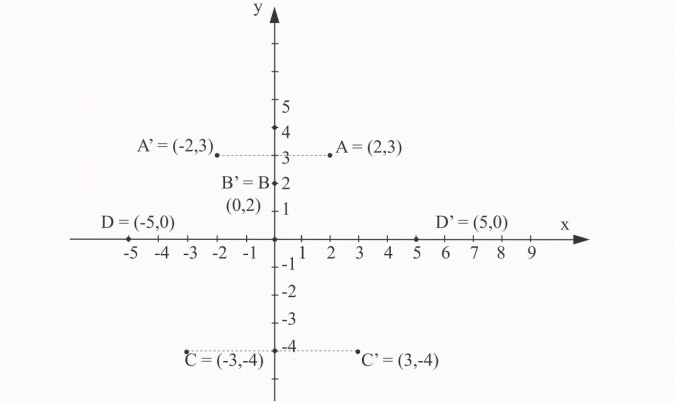 y
5
4
A' = (-2,3)
A = (2,3)
3
B' = B
2
(0,2)
1
D = (-5,0)
D' = (5,0)
x
-5 -4 -3 -2 -1 1 2 3 4 5 6 7 8 9
-1
-2
-3
-4
C = (-3,-4)
C' = (3,-4)